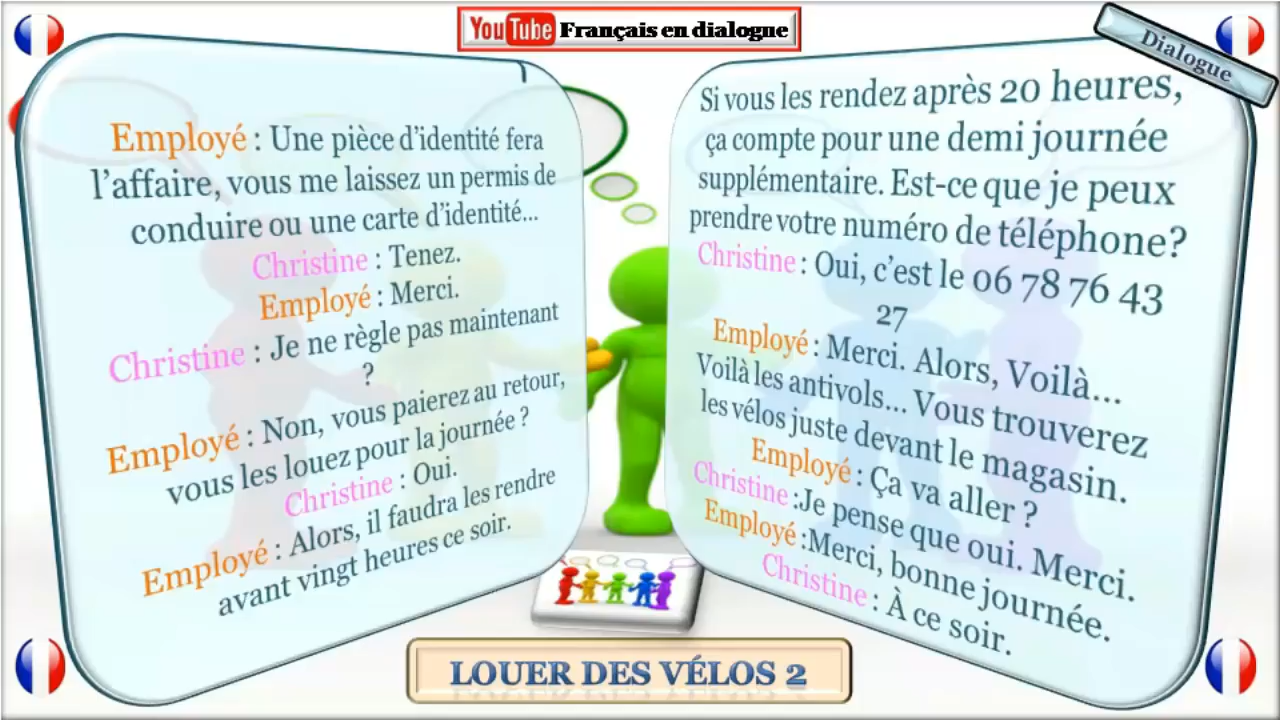 YouTube Français en dialogue
Dialogue
Employé : Une pièce d'identité fera
l'affaire, vous me laissez un permis de
conduire ou une carte d'identité...
Christine : Tenez.
Employé : Merci.
Christine : Je ne règle pas maintenant
?
Employé : Non, vous paierez au retour,
vous les louez pour la journée ?
Christine : Oui.
Employé : Alors, il faudra les rendre
avant vingt heures ce soir.
Si vous les rendez après 20 heures,
ça compte pour une demi journée
supplémentaire. Est-ce que je peux
prendre votre numéro de téléphone?
Christine : Oui, c'est le 06 78 76 43
27
Employé : Merci. Alors, Voilà...
Voilà les antivols... Vous trouverez
les vélos juste devant le magasin.
Employé : Ça va aller ?
Christine :Je pense que oui. Merci.
Employé :Merci, bonne journée.
Christine : À ce soir.
LOUER DES VÉLOS 2